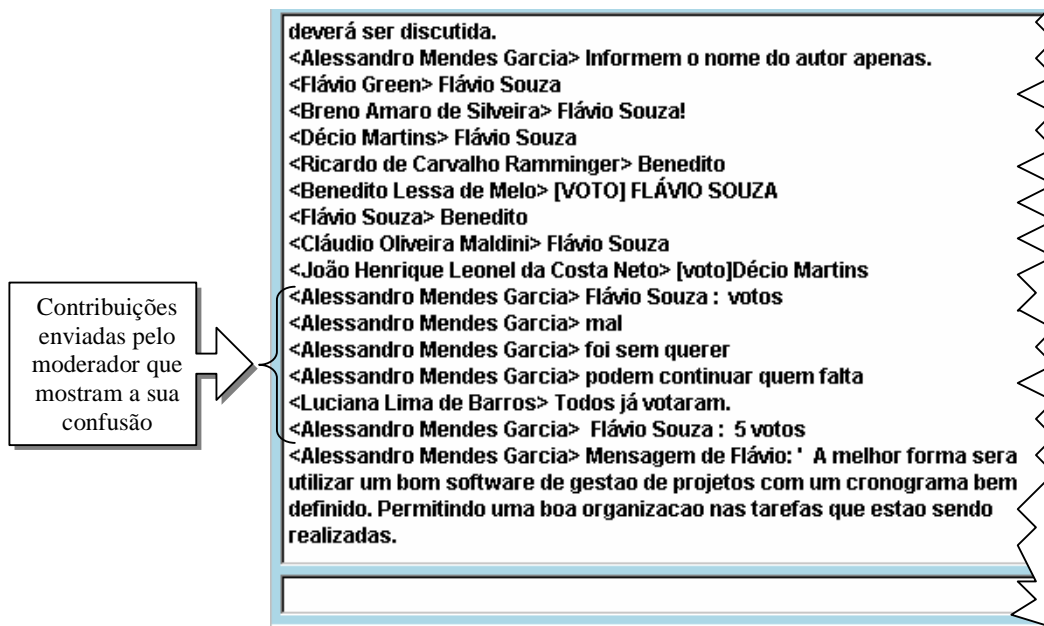 deverá ser discutida.
<Alessandro Mendes Garcia> Informem o nome do autor apenas.
<Flávio Green> Flávio Souza
<Breno Amaro de Silveira> Flávio Souza!
<Décio Martins> Flávio Souza
<Ricardo de Carvalho Ramminger> Benedito
<Benedito Lessa de Melo> [VOTO] FLÁVIO SOUZA
<Flávio Souza> Benedito
<Cláudio Oliveira Maldini> Flávio Souza
<João Henrique Leonel da Costa Neto> [voto]Décio Martins
<Alessandro Mendes Garcia> Flávio Souza :  votos
<Alessandro Mendes Garcia> mal
<Alessandro Mendes Garcia> foi sem querer
<Alessandro Mendes Garcia> podem continuar quem falta
<Luciana Lima de Barros> Todos já votaram.
<Alessandro Mendes Garcia>  Flávio Souza :  5 votos
<Alessandro Mendes Garcia> Mensagem de Flávio: '  A melhor forma sera
utilizar um bom software de gestao de projetos com um cronograma bem
definido. Permitindo uma boa organizacao nas tarefas que estao sendo
realizadas.
Contribuições
enviadas pelo
moderador que
mostram a sua
confusão